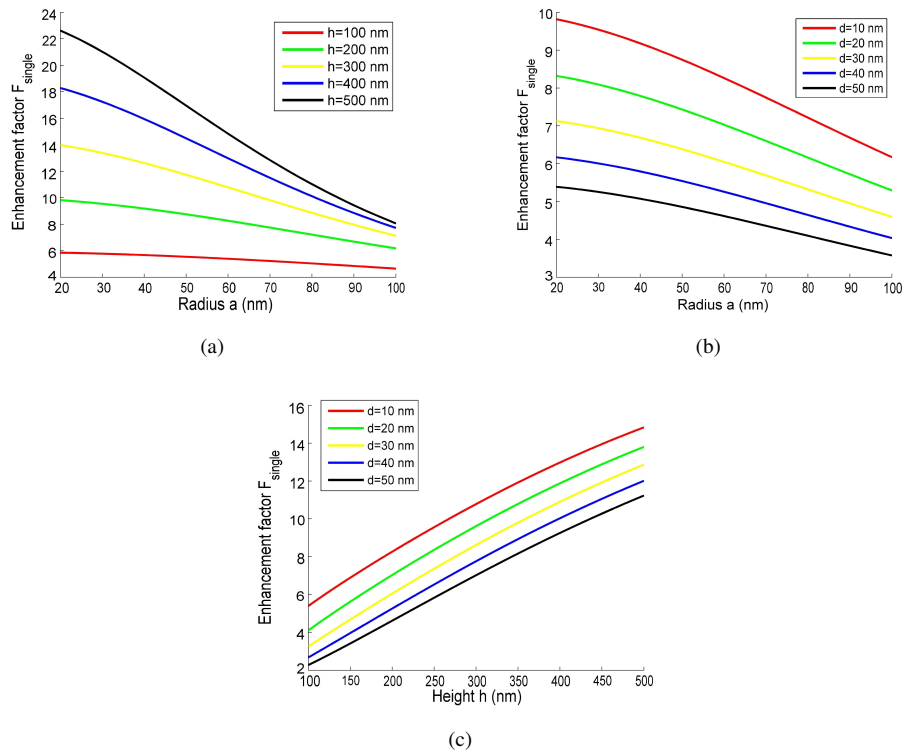 24
22
20
18
16
14
12
10
8
6
4
Enhancement factor F_single
20 30 40 50 60 70 80 90 100
Radius a (nm)
h=100 nm
h=200 nm
h=300 nm
h=400 nm
h=500 nm
(a)
10
9
8
7
6
5
4
3
Enhancement factor F_single
20 30 40 50 60 70 80 90 100
Radius a (nm)
d=10 nm
d=20 nm
d=30 nm
d=40 nm
d=50 nm
(b)
16
14
12
10
8
6
4
2
Enhancement factor F_single
100 150 200 250 300 350 400 450 500
Height h (nm)
d=10 nm
d=20 nm
d=30 nm
d=40 nm
d=50 nm
(c)